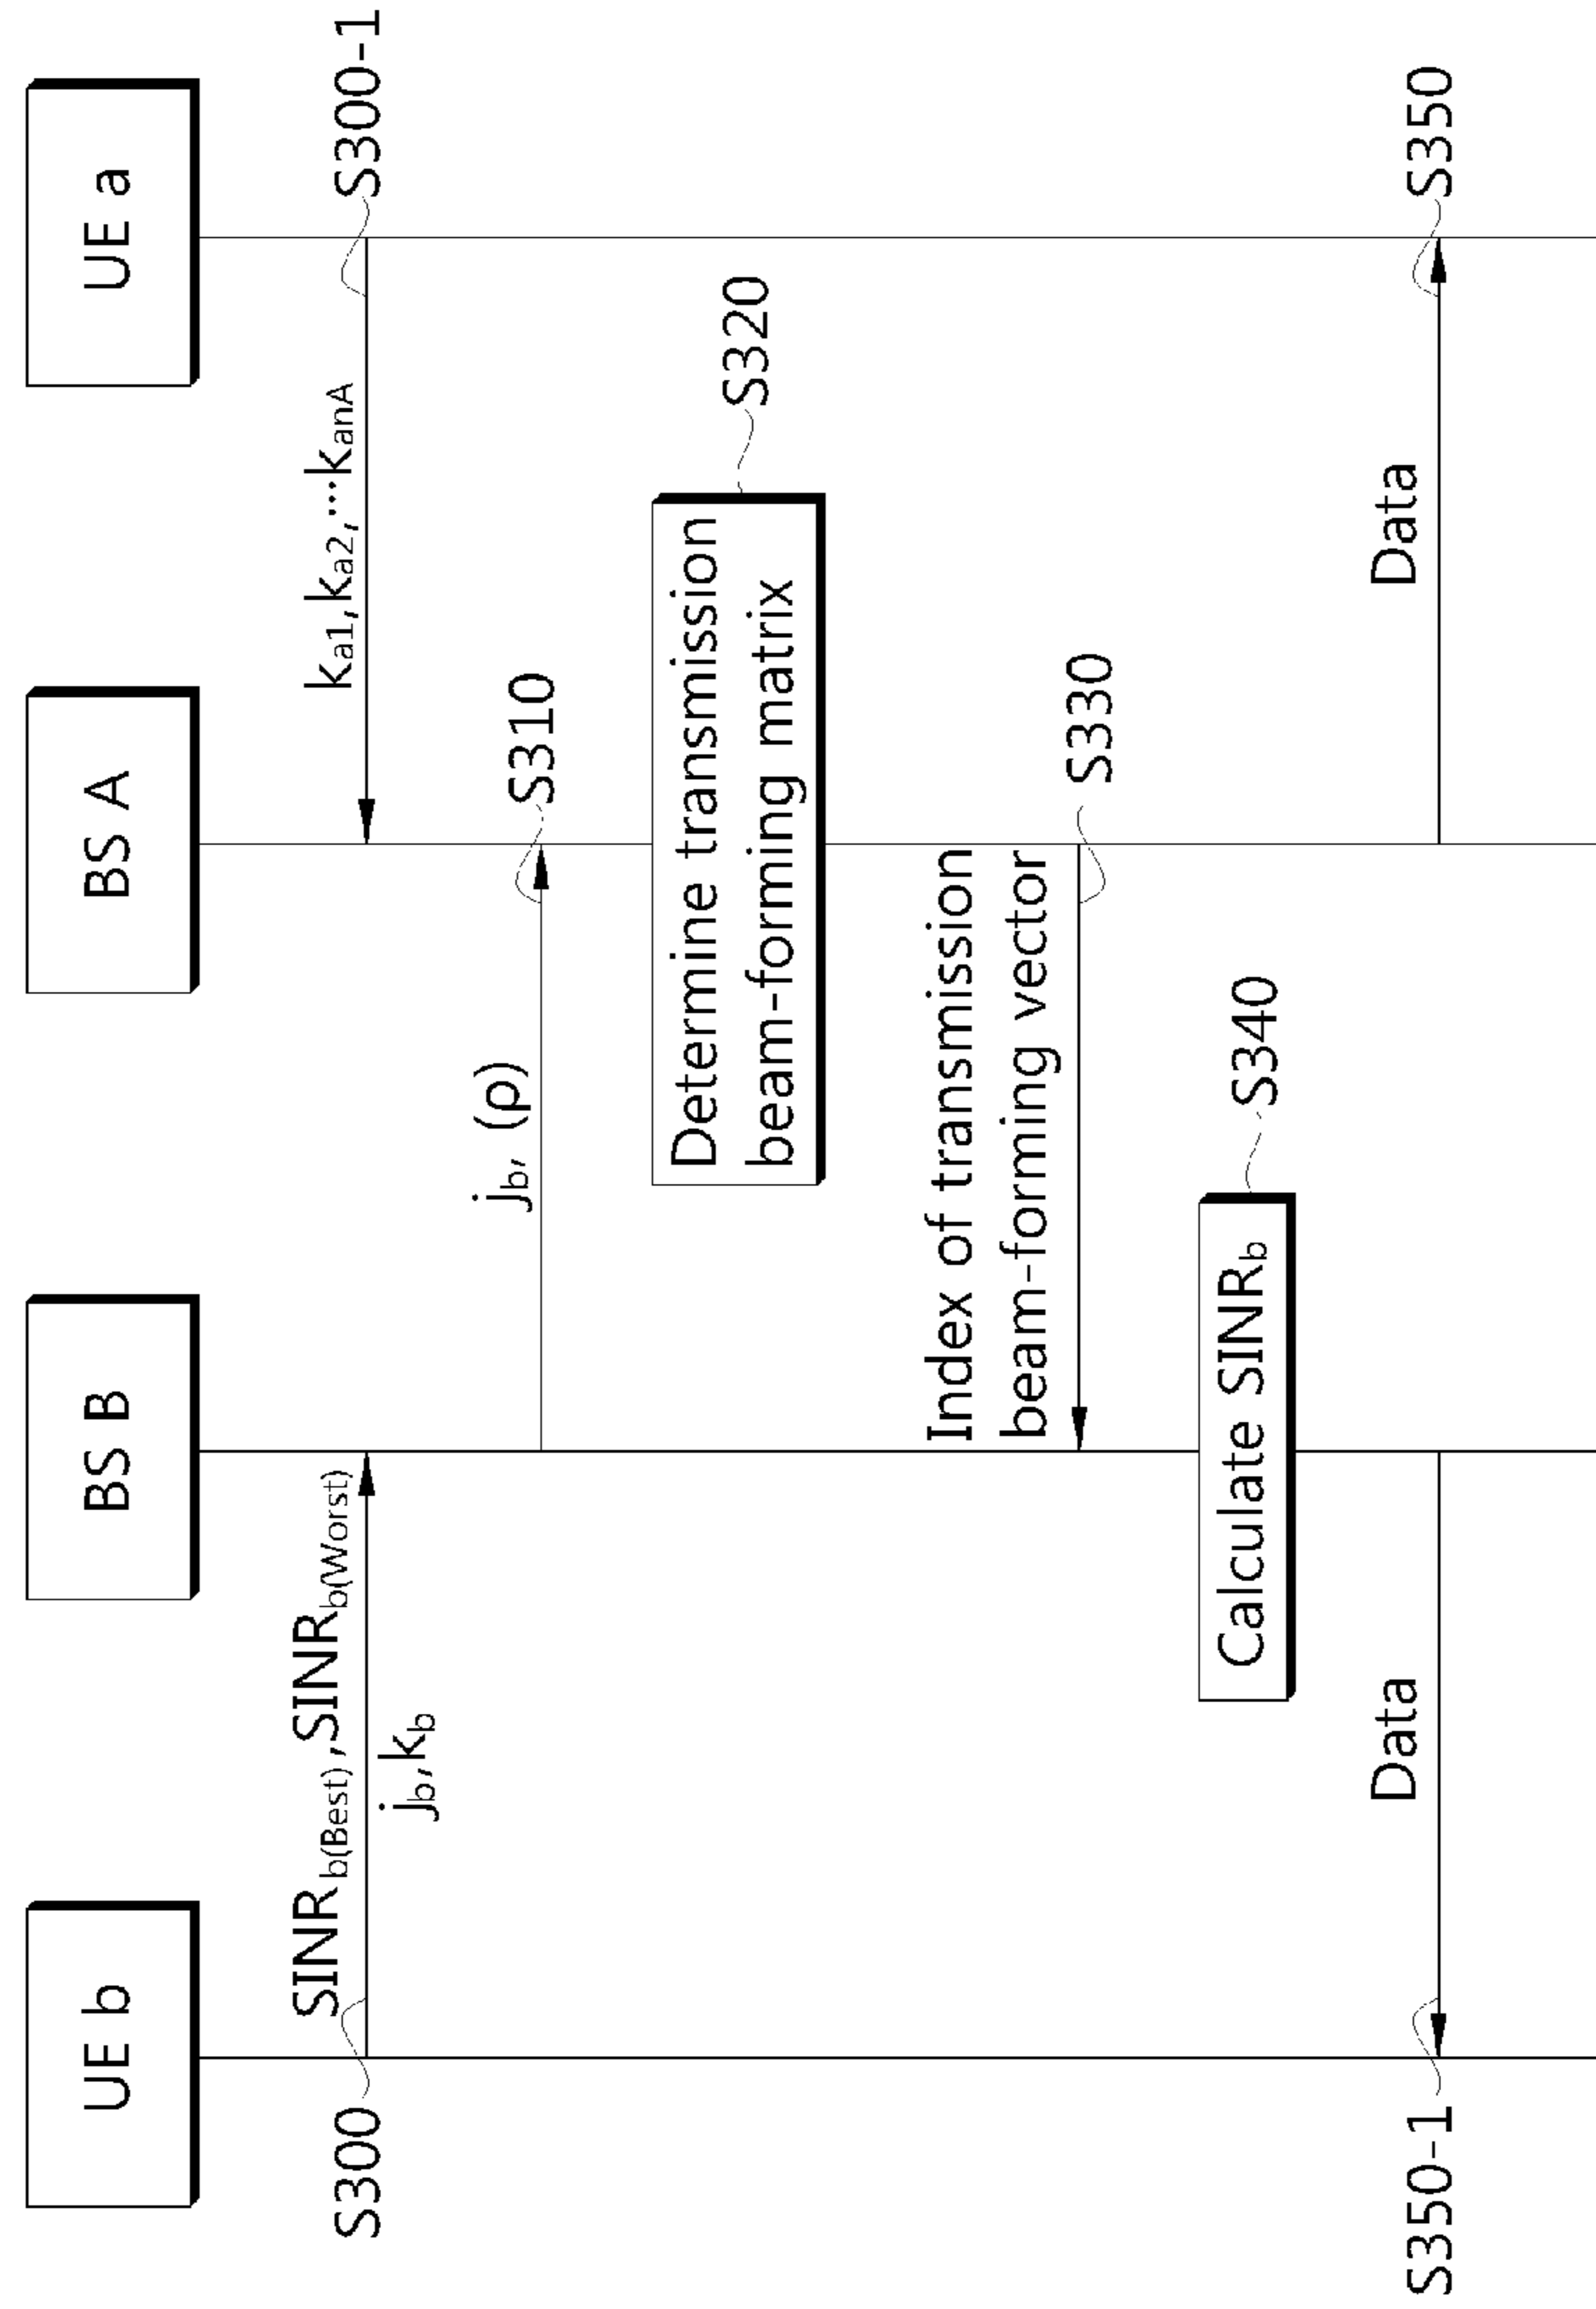 UE b
BS B
BS A
UE a
S300
SINRb(Best),SINRb(Worst)
jb,kb
ka1,ka2,···kanA
S300-1
jb, (ρ)
S310
Determine transmission
beam-forming matrix
S320
Index of transmission
beam-forming vector
S330
Calculate SINRb
S340
S350-1
Data
Data
S350